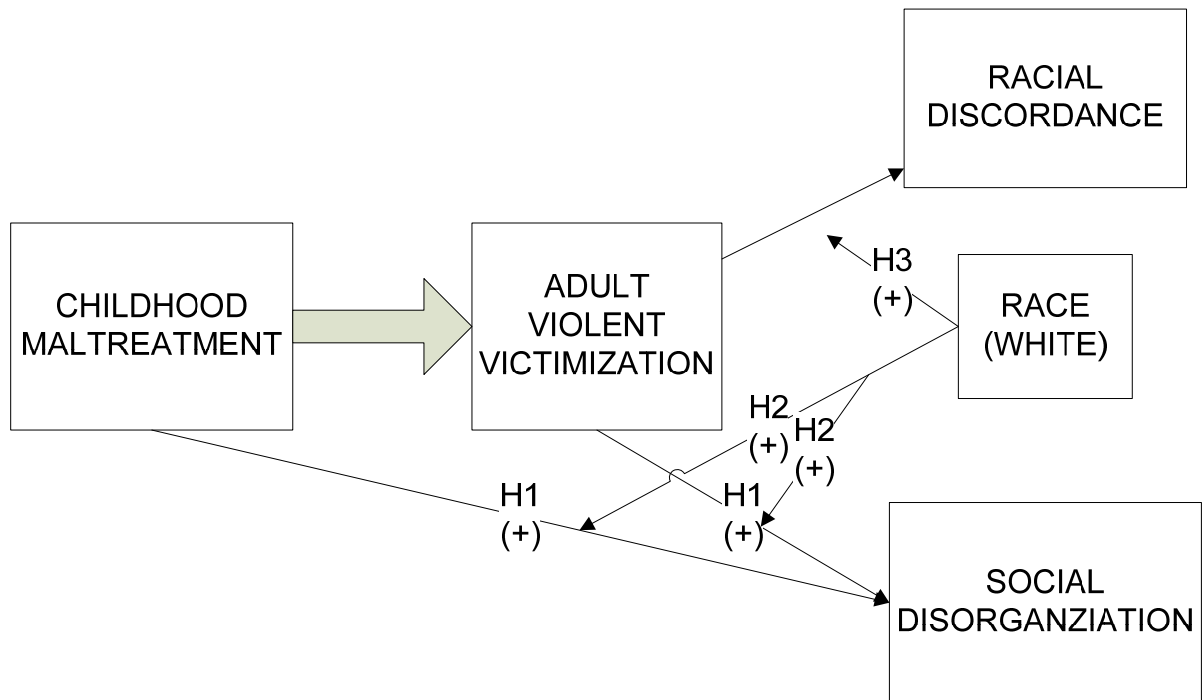 RACIAL
DISCORDANCE
CHILDHOOD
MALTREATMENT
ADULT
VIOLENT
VICTIMIZATION
H3
(+)
RACE
(WHITE)
H2
(+)
H2
(+)
H1
(+)
H1
(+)
SOCIAL
DISORGANZIATION